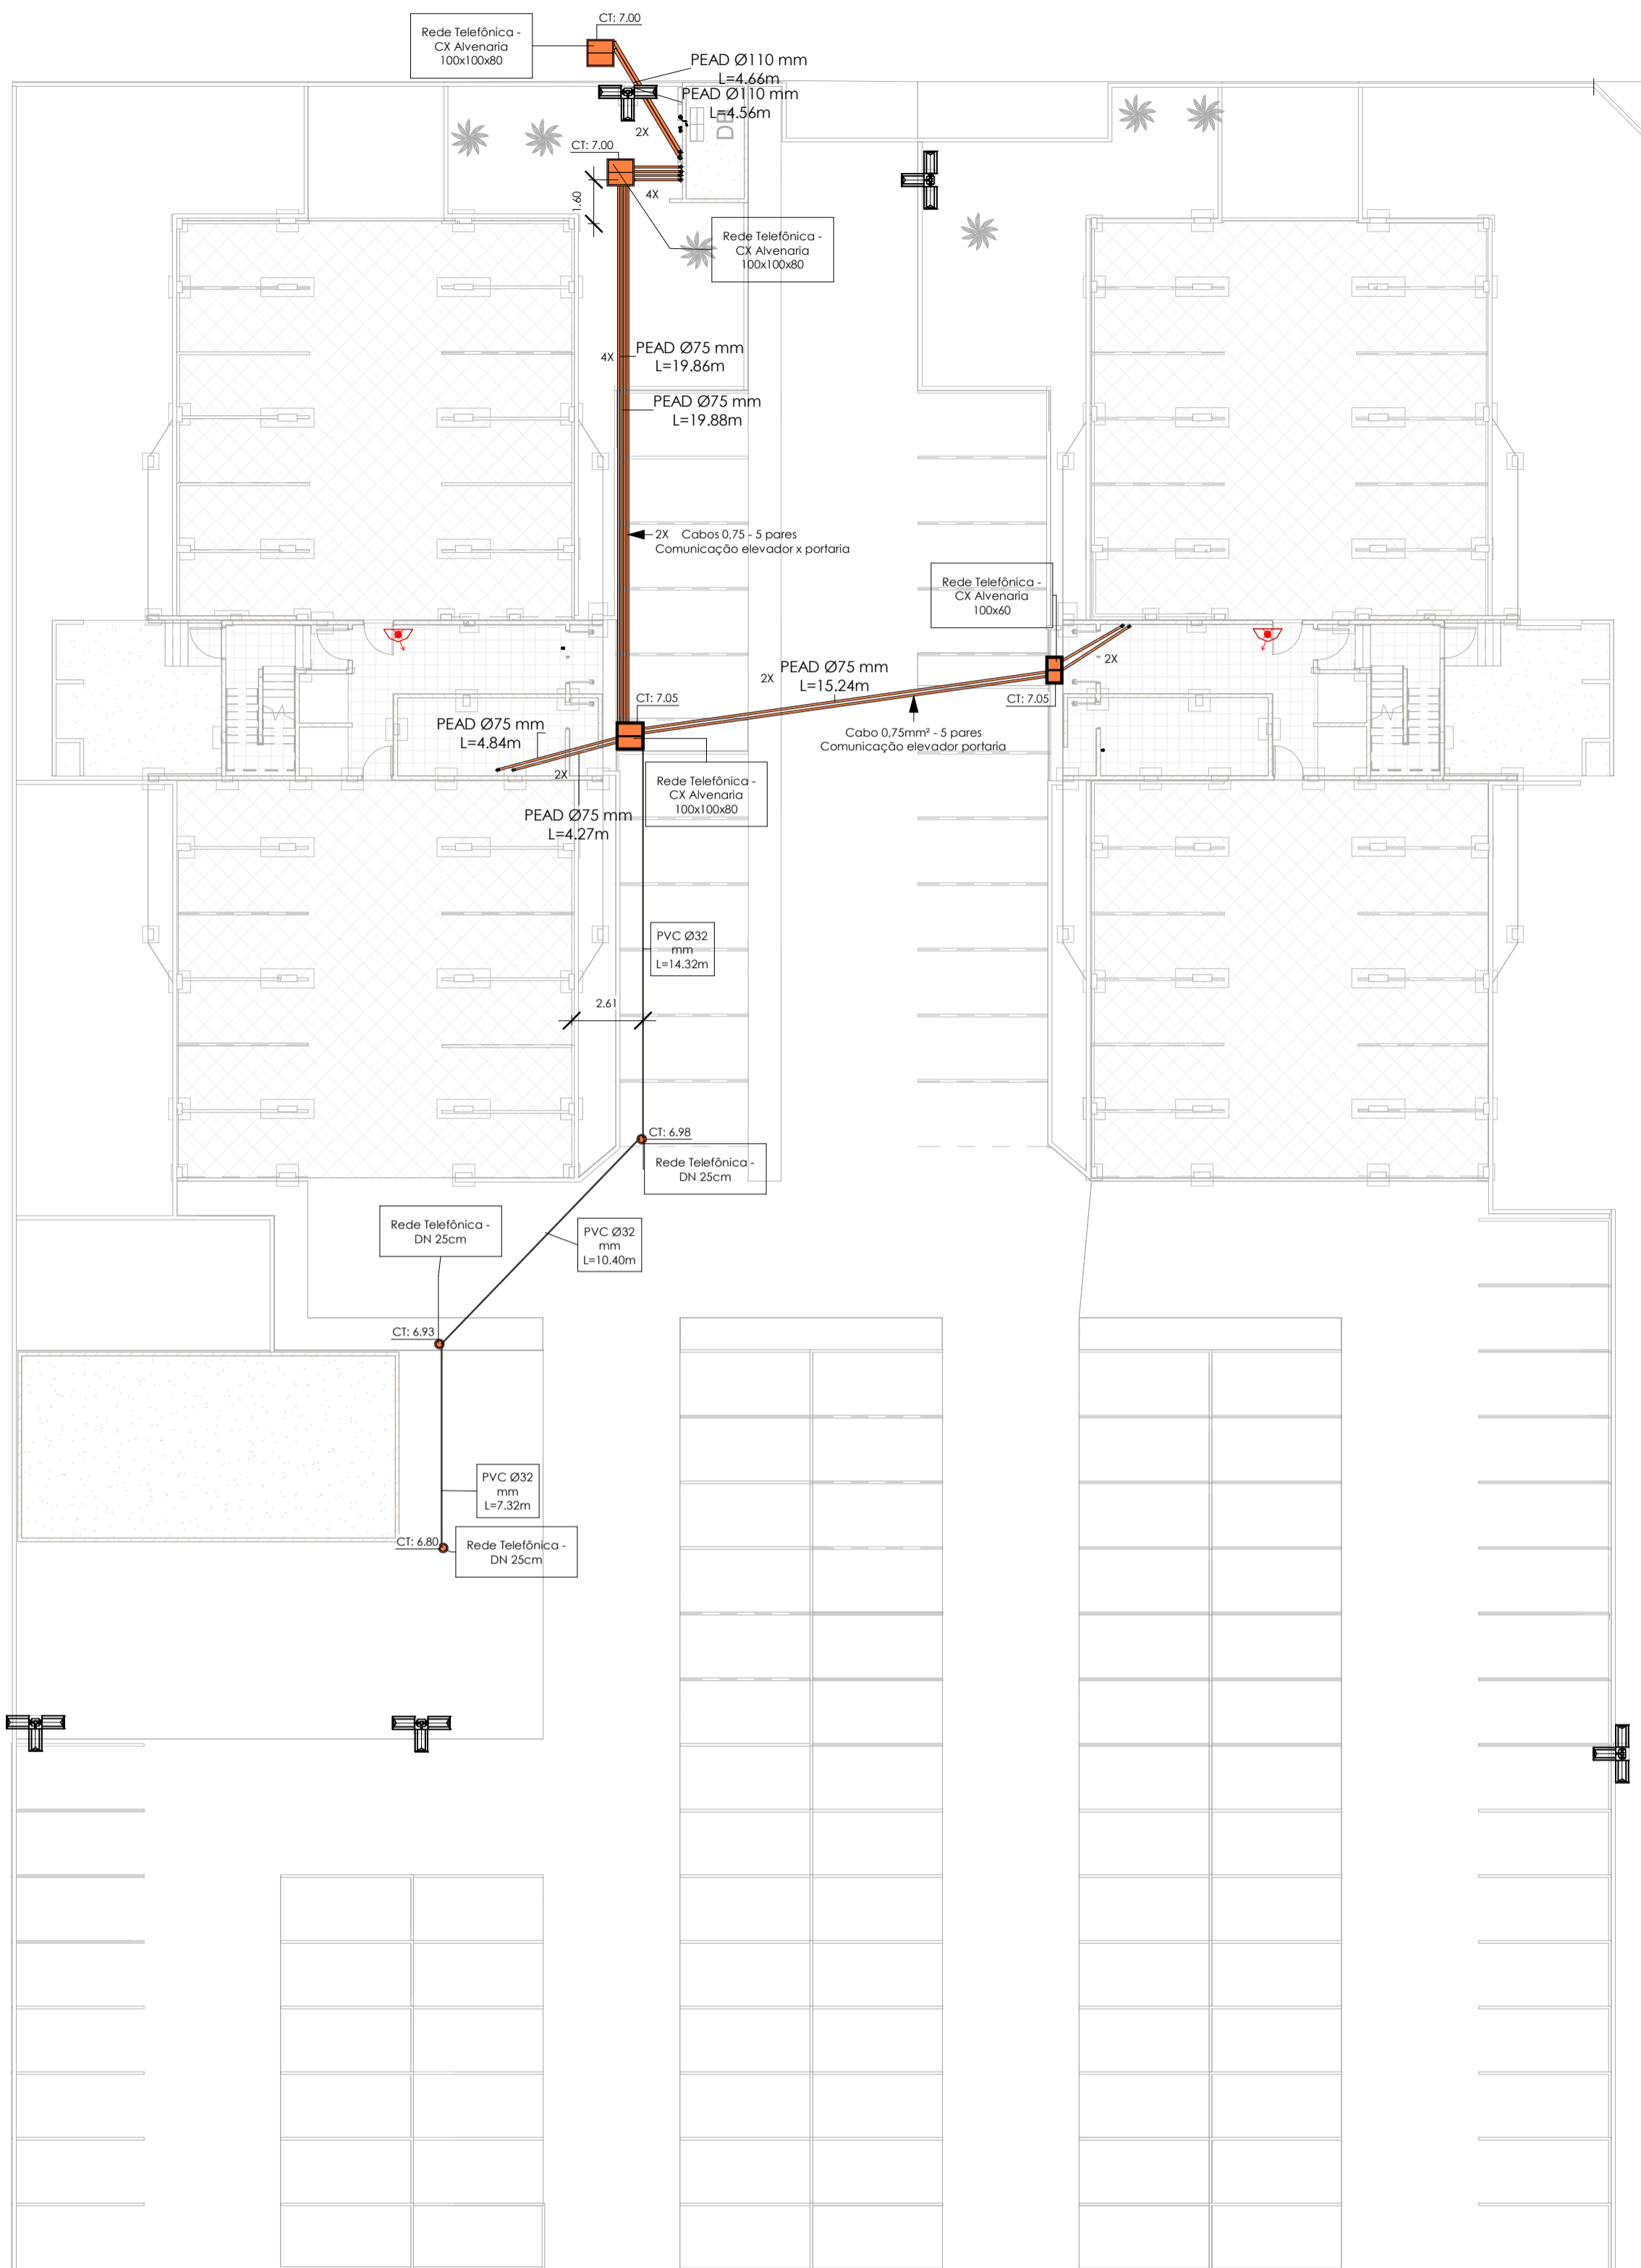 CT: 7.00
Rede Telefônica -
CX Alvenaria
100x100x80
PEAD Ø110 mm
L=4.66m
PEAD Ø110 mm
L=4.56m
2X
CT: 7.00
4X
1.60
Rede Telefônica -
CX Alvenaria
100x100x80
4X
PEAD Ø75 mm
L=19.86m
PEAD Ø75 mm
L=19.88m
2X Cabos 0,75 - 5 pares
Comunicação elevador x portaria
Rede Telefônica -
CX Alvenaria
100x60
2X
2X
PEAD Ø75 mm
L=15.24m
CT: 7.05
CT: 7.05
PEAD Ø75 mm
L=4.84m
Cabo 0,75mm² - 5 pares
Comunicação elevador portaria
2X
Rede Telefônica -
CX Alvenaria
100x100x80
PEAD Ø75 mm
L=4.27m
PVC Ø32
mm
L=14.32m
2.61
CT: 6.98
Rede Telefônica -
DN 25cm
Rede Telefônica -
DN 25cm
PVC Ø32
mm
L=10.40m
CT: 6.93
PVC Ø32
mm
L=7.32m
CT: 6.80
Rede Telefônica -
DN 25cm